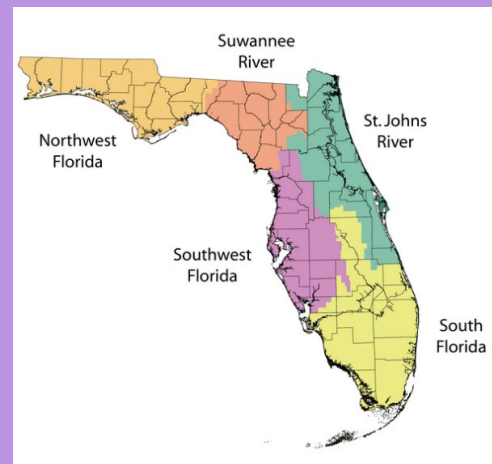 Suwannee
River
St. Johns
River
Northwest
Florida
Southwest
Florida
South
Florida